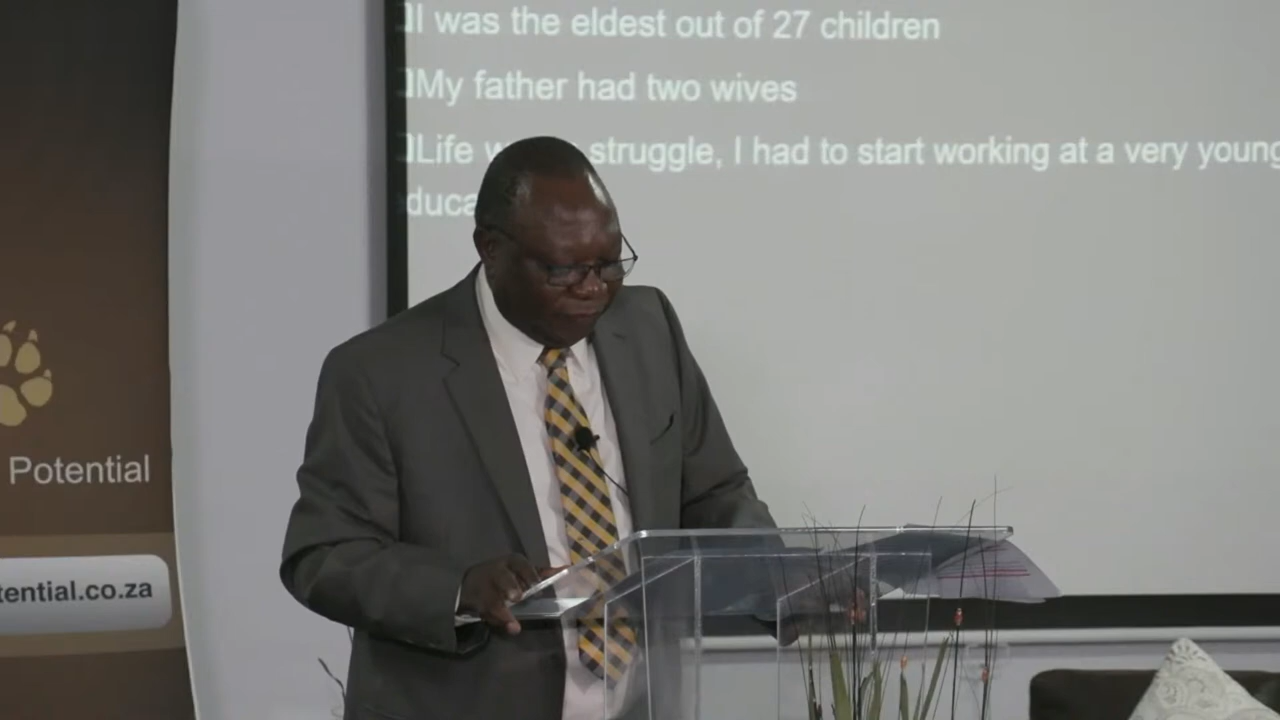 I was the eldest out of 27 children
My father had two wives
Life struggle, I had to start working at a very young
duca
Potential
tential.co.za